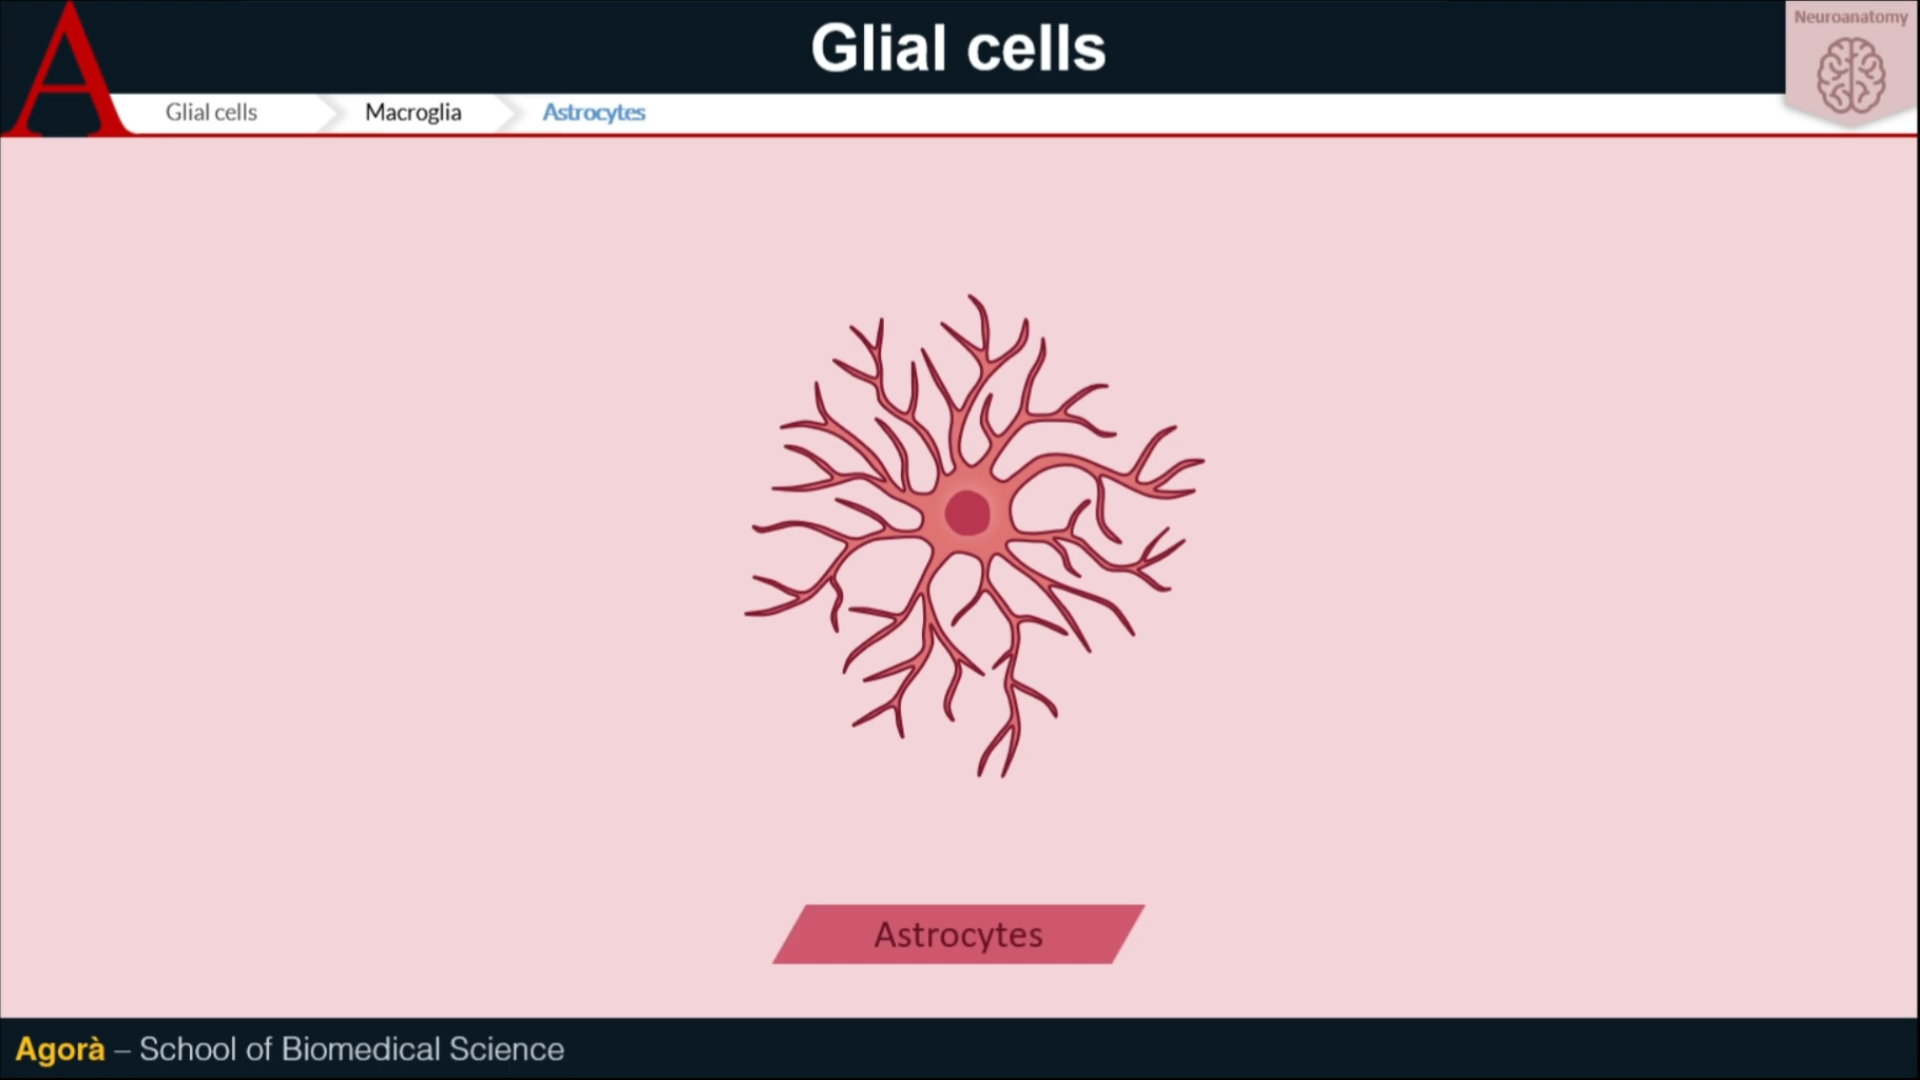 A
Glial cells
Neuroanatomy
Glial cells
Macroglia
Astrocytes
Astrocytes
Agorà – School of Biomedical Science